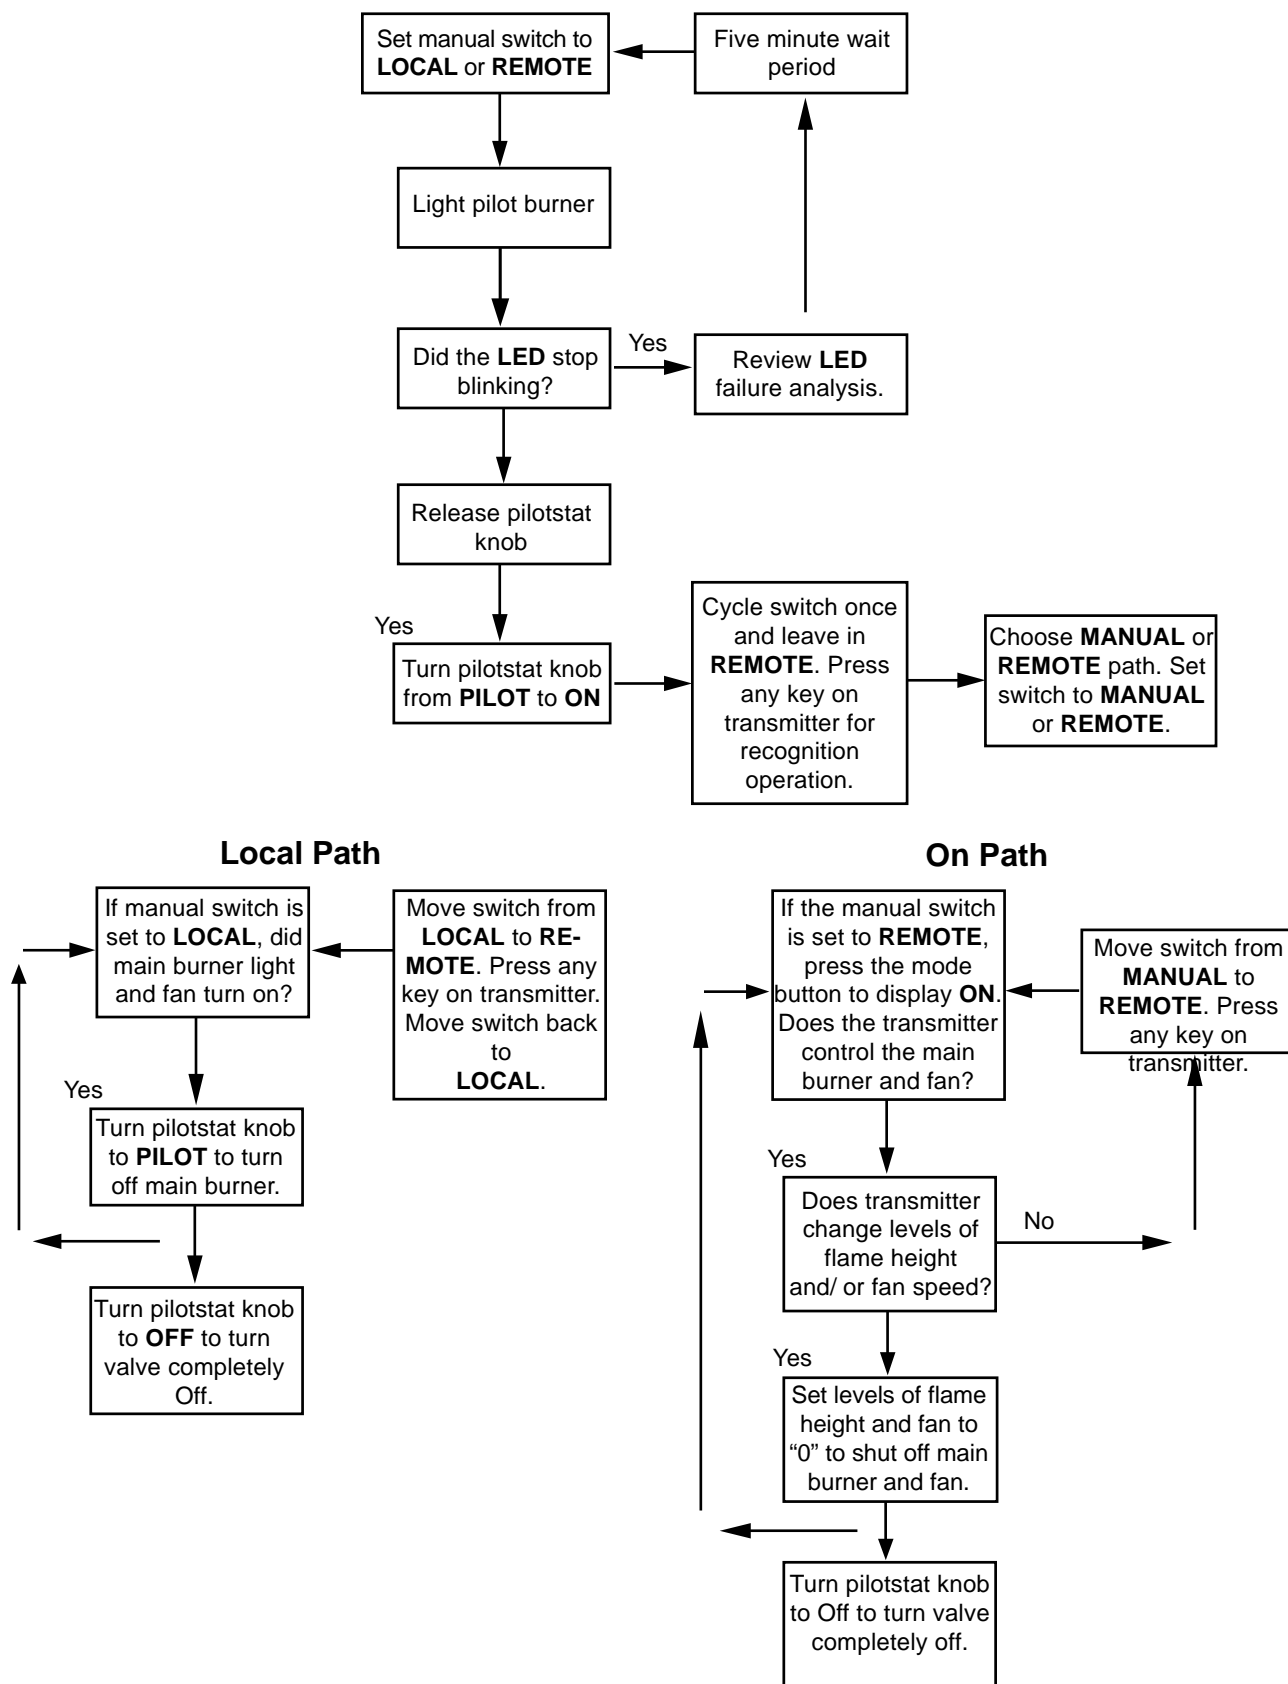 Set manual switch to
LOCAL or REMOTE
Five minute wait
period
Light pilot burner
Did the LED stop
blinking?
Yes
Review LED
failure analysis.
Release pilotstat
knob
Yes
Turn pilotstat knob
from PILOT to ON
Cycle switch once
and leave in
REMOTE. Press
any key on
transmitter for
recognition
operation.
Choose MANUAL or
REMOTE path. Set
switch to MANUAL
or REMOTE.
Local Path
If manual switch is
set to LOCAL, did
main burner light
and fan turn on?
Move switch from
LOCAL to RE-
MOTE. Press any
key on transmitter.
Move switch back
to
LOCAL.
Yes
Turn pilotstat knob
to PILOT to turn
off main burner.
Turn pilotstat knob
to OFF to turn
valve completely
Off.
On Path
If the manual switch
is set to REMOTE,
press the mode
button to display ON.
Does the transmitter
control the main
burner and fan?
Move switch from
MANUAL to
REMOTE. Press
any key on
transmitter.
Yes
Does transmitter
change levels of
flame height
and/ or fan speed?
No
Yes
Set levels of flame
height and fan to
“0” to shut off main
burner and fan.
Turn pilotstat knob
to Off to turn valve
completely off.